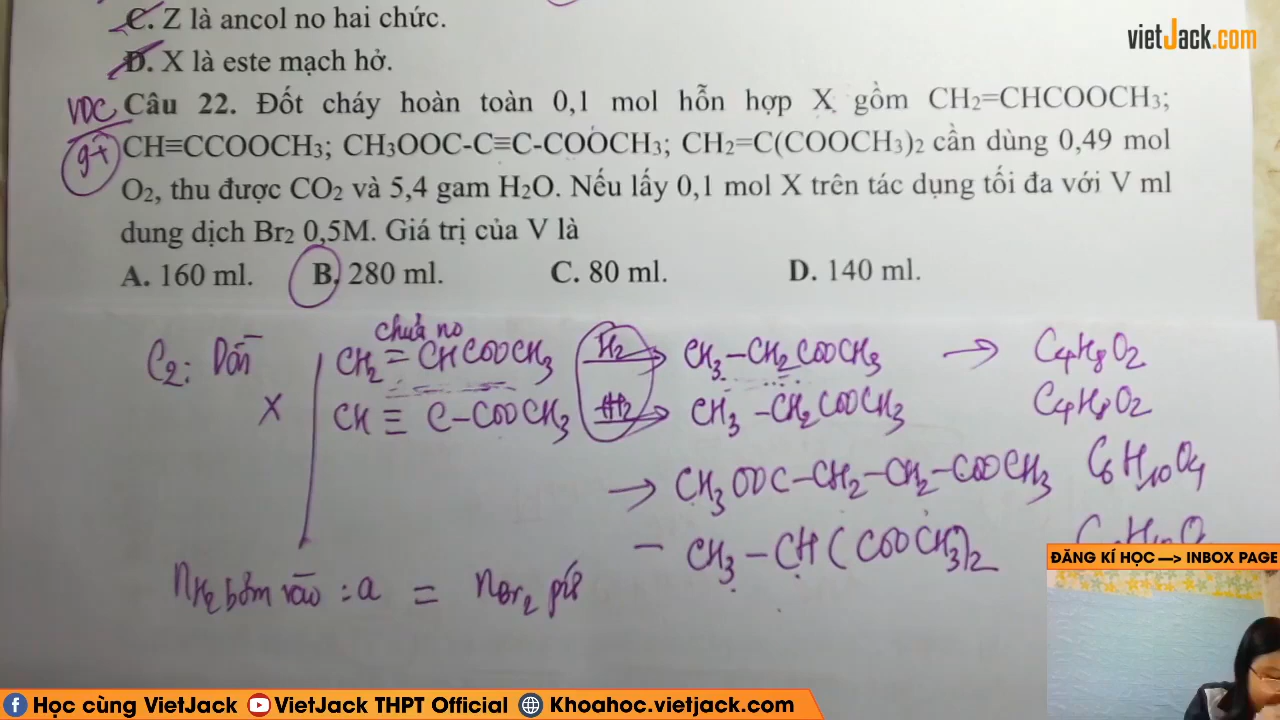 C. Z là ancol no hai chức.
vietJack.com
D. X là este mạch hở.
VDC Câu 22. Đốt cháy hoàn toàn 0,1 mol hỗn hợp X gồm CH₂=CHCOOCH₃;
9+ CH≡CCOOCH₃; CH₃OOC-C≡C-COOCH₃; CH₂=C(COOCH₃)₂ cần dùng 0,49 mol
O₂, thu được CO₂ và 5,4 gam H₂O. Nếu lấy 0,1 mol X trên tác dụng tối đa với V ml
dung dịch Br₂ 0,5M. Giá trị của V là
A. 160 ml. B. 280 ml. C. 80 ml. D. 140 ml.
chưa no
C₂: Dồn CH₂ = CHCOOCH₃ H₂ CH₃-CH₂COOCH₃ → C₄H₈O₂
X CH ≡ C-COOCH₃ H₂ CH₃-CH₂COOCH₃ C₄H₈O₂
→ CH₃OOC-CH₂-CH₂-COOCH₃ C₆H₁₀O₄
- CH₃-CH(COOCH₃)₂
nH₂ bơm vào : a = nBr₂ pứ
ĐĂNG KÍ HỌC —> INBOX PAGE
Học cùng VietJack VietJack THPT Official Khoahoc.vietjack.com